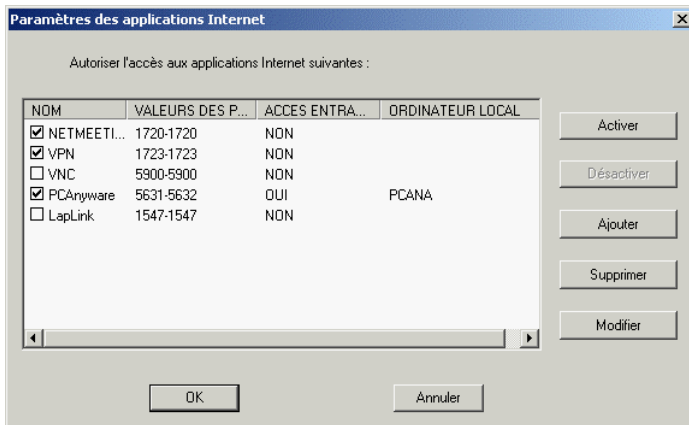 Paramètres des applications Internet
Autoriser l'accès aux applications Internet suivantes :
NOM VALEURS DES P... ACCES ENTRA... ORDINATEUR LOCAL
NETMEETI... 1720-1720 NON
VPN 1723-1723 NON
VNC 5900-5900 NON
PCAnyware 5631-5632 OUI PCANA
LapLink 1547-1547 NON
Activer
Désactiver
Ajouter
Supprimer
Modifier
OK Annuler